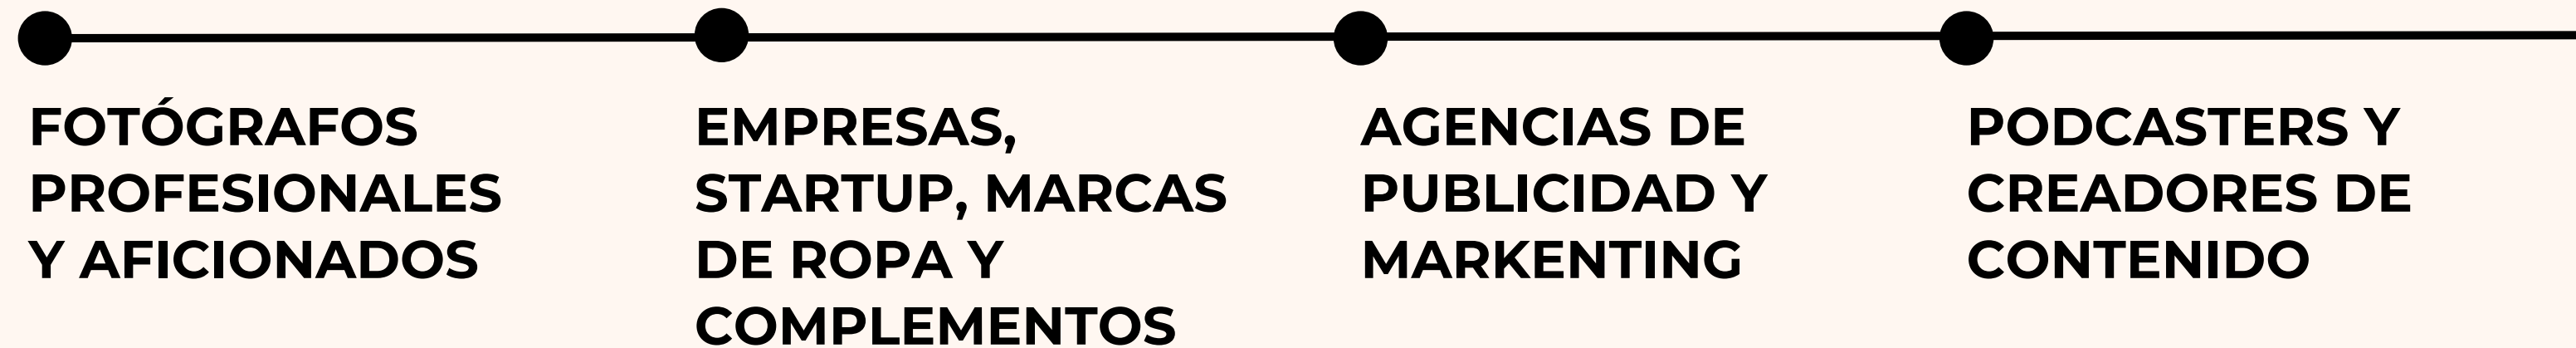 FOTÓGRAFOS
PROFESIONALES
Y AFICIONADOS
EMPRESAS,
STARTUP, MARCAS
DE ROPA Y
COMPLEMENTOS
AGENCIAS DE
PUBLICIDAD Y
MARKENTING
PODCASTERS Y
CREADORES DE
CONTENIDO